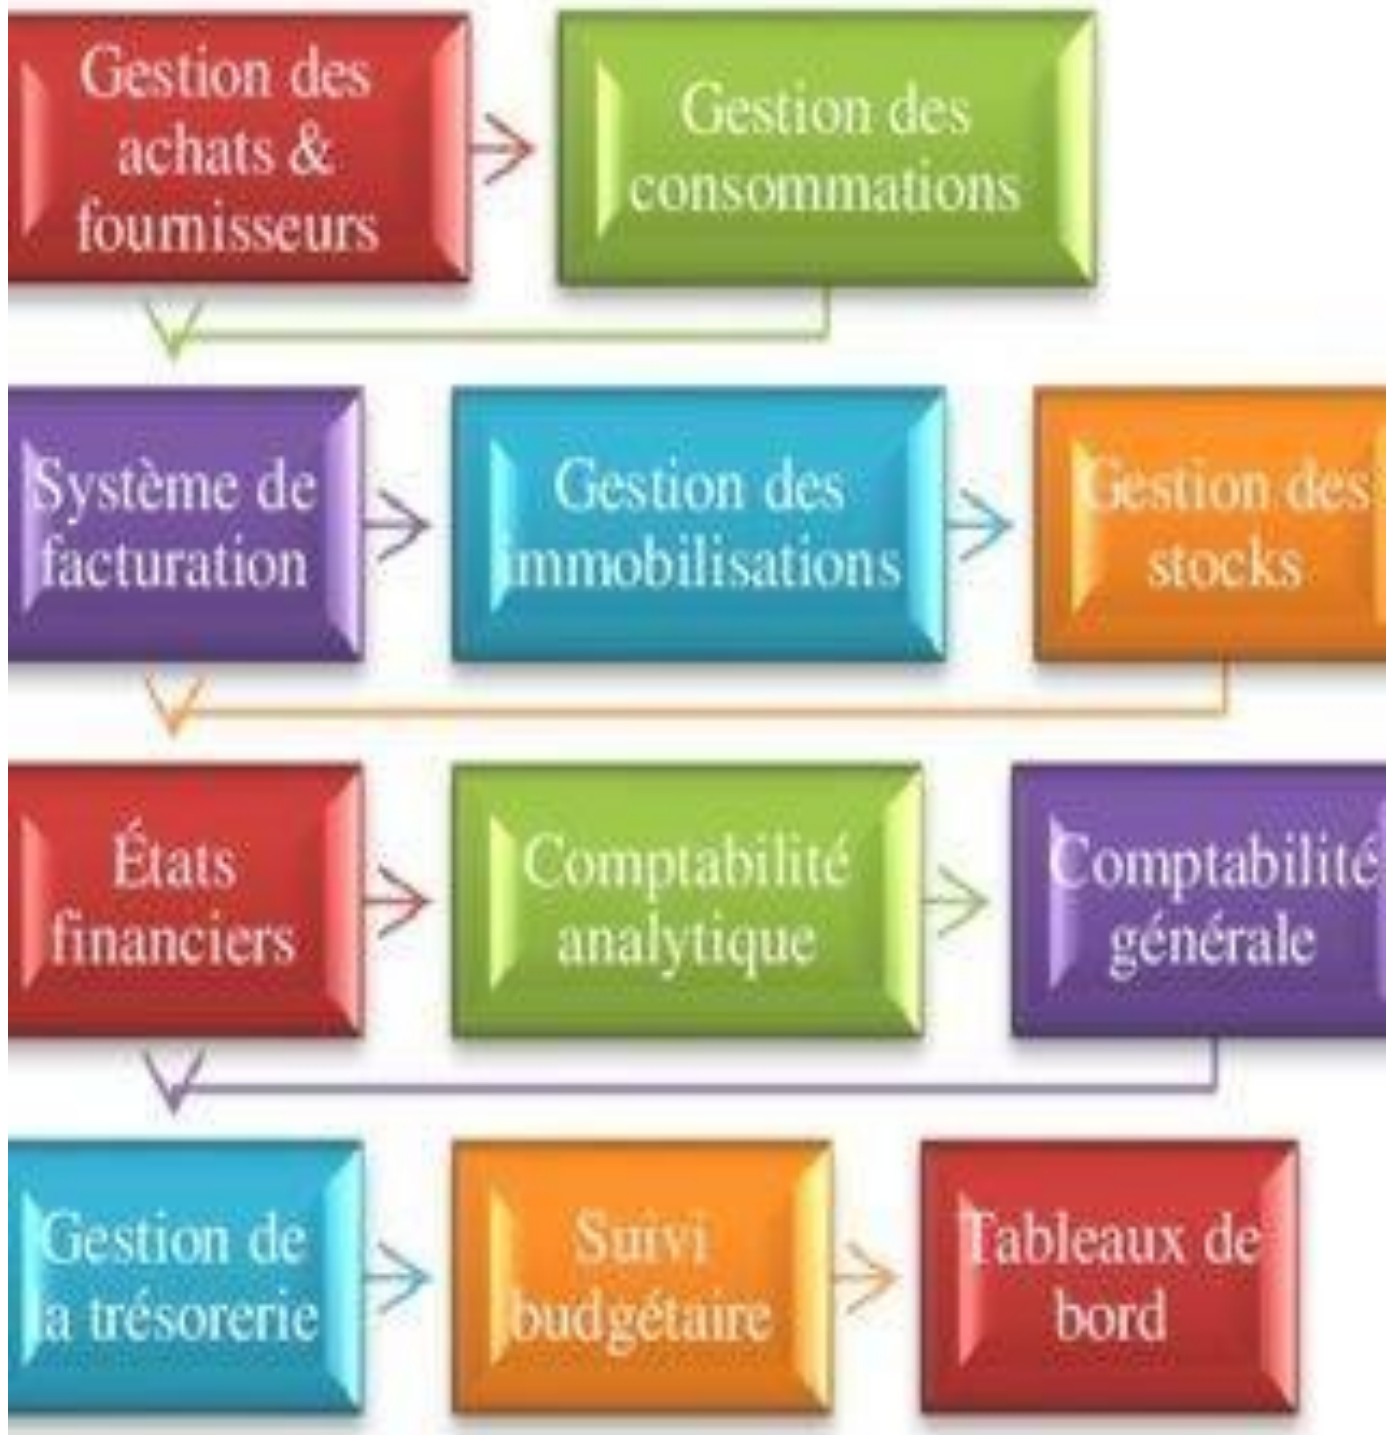 Gestion des
achats &
fournisseurs
Gestion des
consommations
Système de
facturation
Gestion des
immobilisations
Gestion des
stocks
États
financiers
Comptabilité
analytique
Comptabilité
générale
Gestion de
la trésorerie
Suivi
budgétaire
Tableaux de
bord